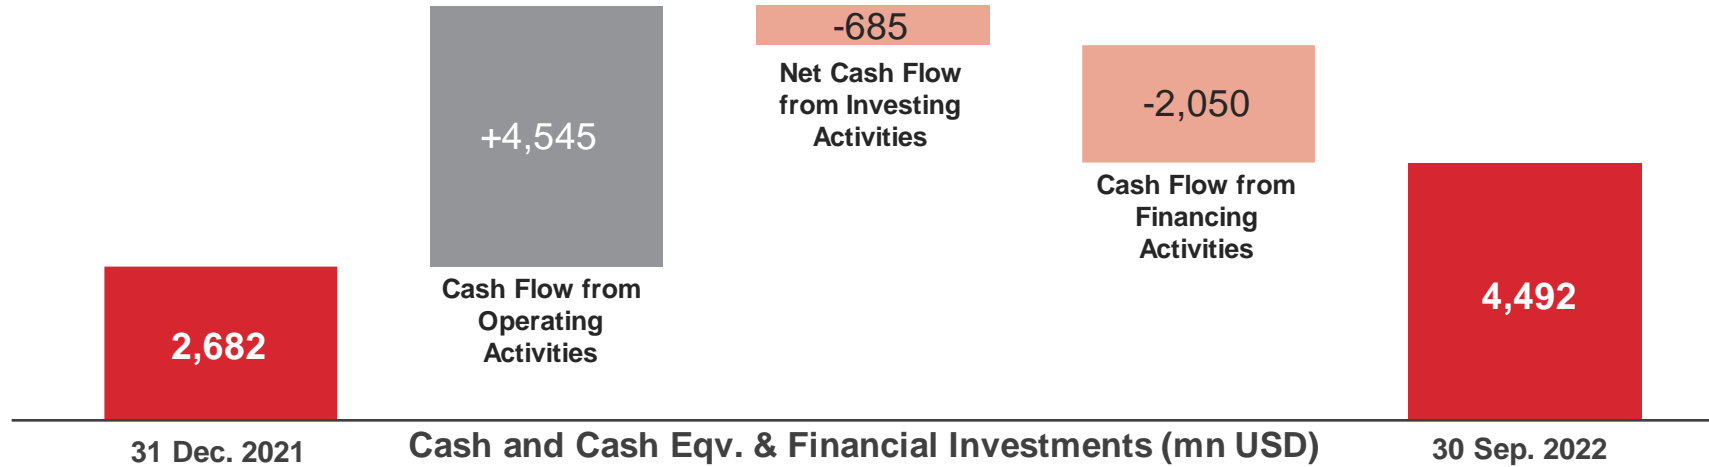 -685
Net Cash Flow
from Investing
Activities
+4,545
-2,050
Cash Flow from
Financing
Activities
Cash Flow from
Operating
Activities
2,682
4,492
31 Dec. 2021
Cash and Cash Eqv. & Financial Investments (mn USD)
30 Sep. 2022